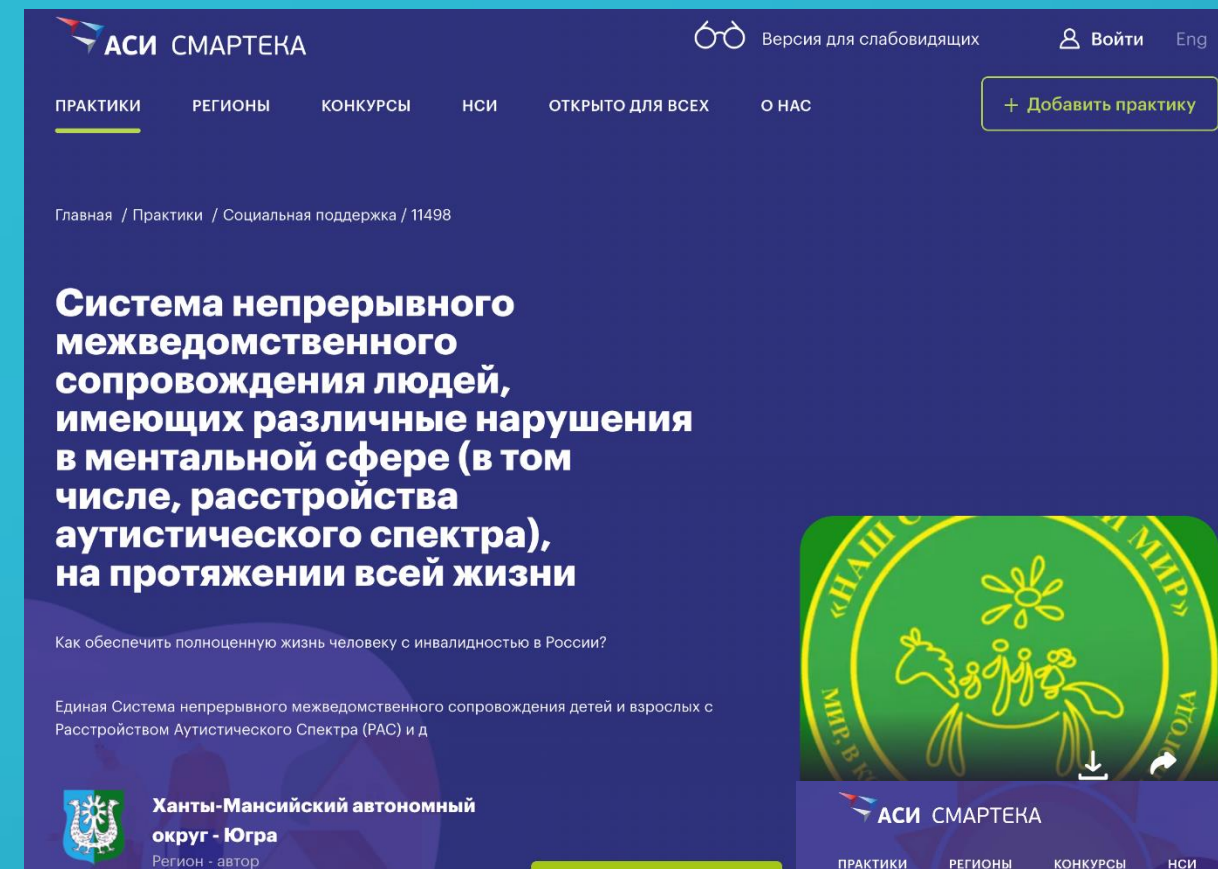 АСИ СМАРТЕКА
Версия для слабовидящих
Войти
Eng
ПРАКТИКИ РЕГИОНЫ КОНКУРСЫ НСИ ОТКРЫТО ДЛЯ ВСЕХ О НАС
+ Добавить практику
Главная / Практики / Социальная поддержка / 11498
Система непрерывного
межведомственного
сопровождения людей,
имеющих различные нарушения
в ментальной сфере (в том
числе, расстройства
аутистического спектра),
на протяжении всей жизни
Как обеспечить полноценную жизнь человеку с инвалидностью в России?
Единая Система непрерывного межведомственного сопровождения детей и взрослых с
Расстройством Аутистического Спектра (РАС) и д
Ханты-Мансийский автономный
округ - Югра
Регион - автор
«НАШ
МИР»
МИР, В
АСИ СМАРТЕКА
ПРАКТИКИ РЕГИОНЫ КОНКУРСЫ НСИ